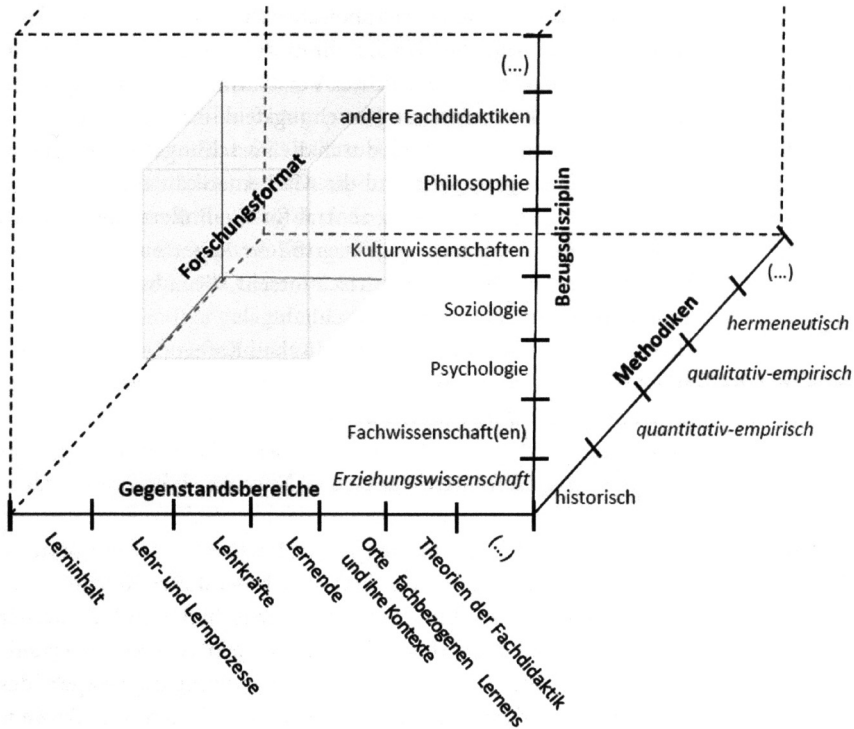 (...)
andere Fachdidaktiken
Philosophie
Kulturwissenschaften
Soziologie
Psychologie
Fachwissenschaft(en)
Erziehungswissenschaft
Bezugsdisziplin
Forschungsformat
Methodiken
(...)
hermeneutisch
qualitativ-empirisch
quantitativ-empirisch
historisch
Gegenstandsbereiche
Lerninhalt
Lehr- und Lernprozesse
Lehrkräfte
Lernende
Orte fachbezogenen Lernens
und ihre Kontexte
Theorien der Fachdidaktik
(...)